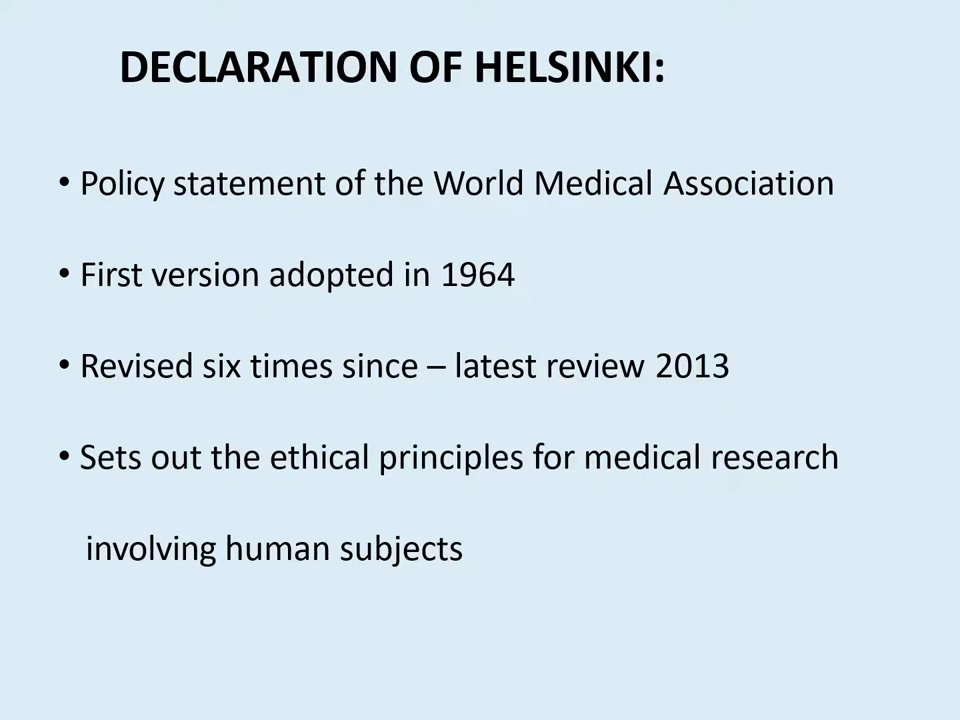 DECLARATION OF HELSINKI:
• Policy statement of the World Medical Association
• First version adopted in 1964
• Revised six times since – latest review 2013
• Sets out the ethical principles for medical research
involving human subjects